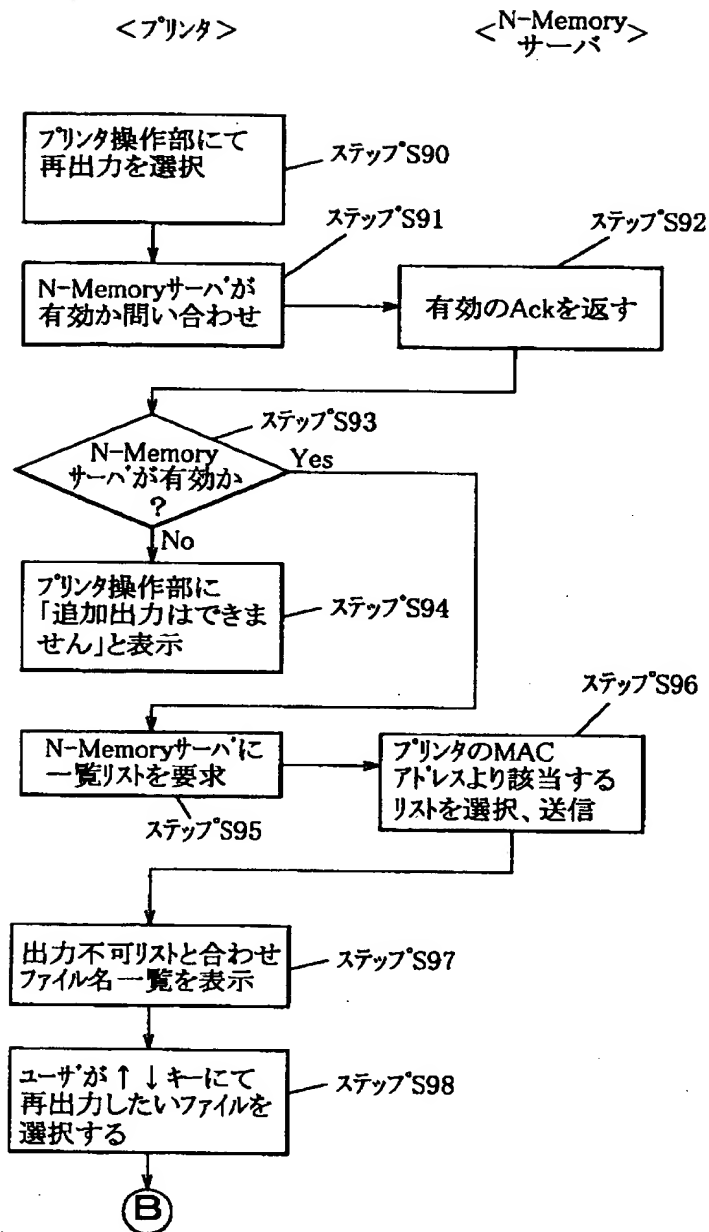 <プリンタ>
<N-Memory
サーバ>
プリンタ操作部にて
再出力を選択
ステップS90
ステップS91
ステップS92
N-Memoryサーバが
有効か問い合わせ
有効のAckを返す
ステップS93
N-Memory
サーバが有効か
?
Yes
No
プリンタ操作部に
「追加出力はできま
せん」と表示
ステップS94
ステップS96
N-Memoryサーバに
一覧リストを要求
ステップS95
プリンタのMAC
アドレスより該当する
リストを選択、送信
出力不可リストと合わせ
ファイル名一覧を表示
ステップS97
ユーザが↑↓キーにて
再出力したいファイルを
選択する
ステップS98
B